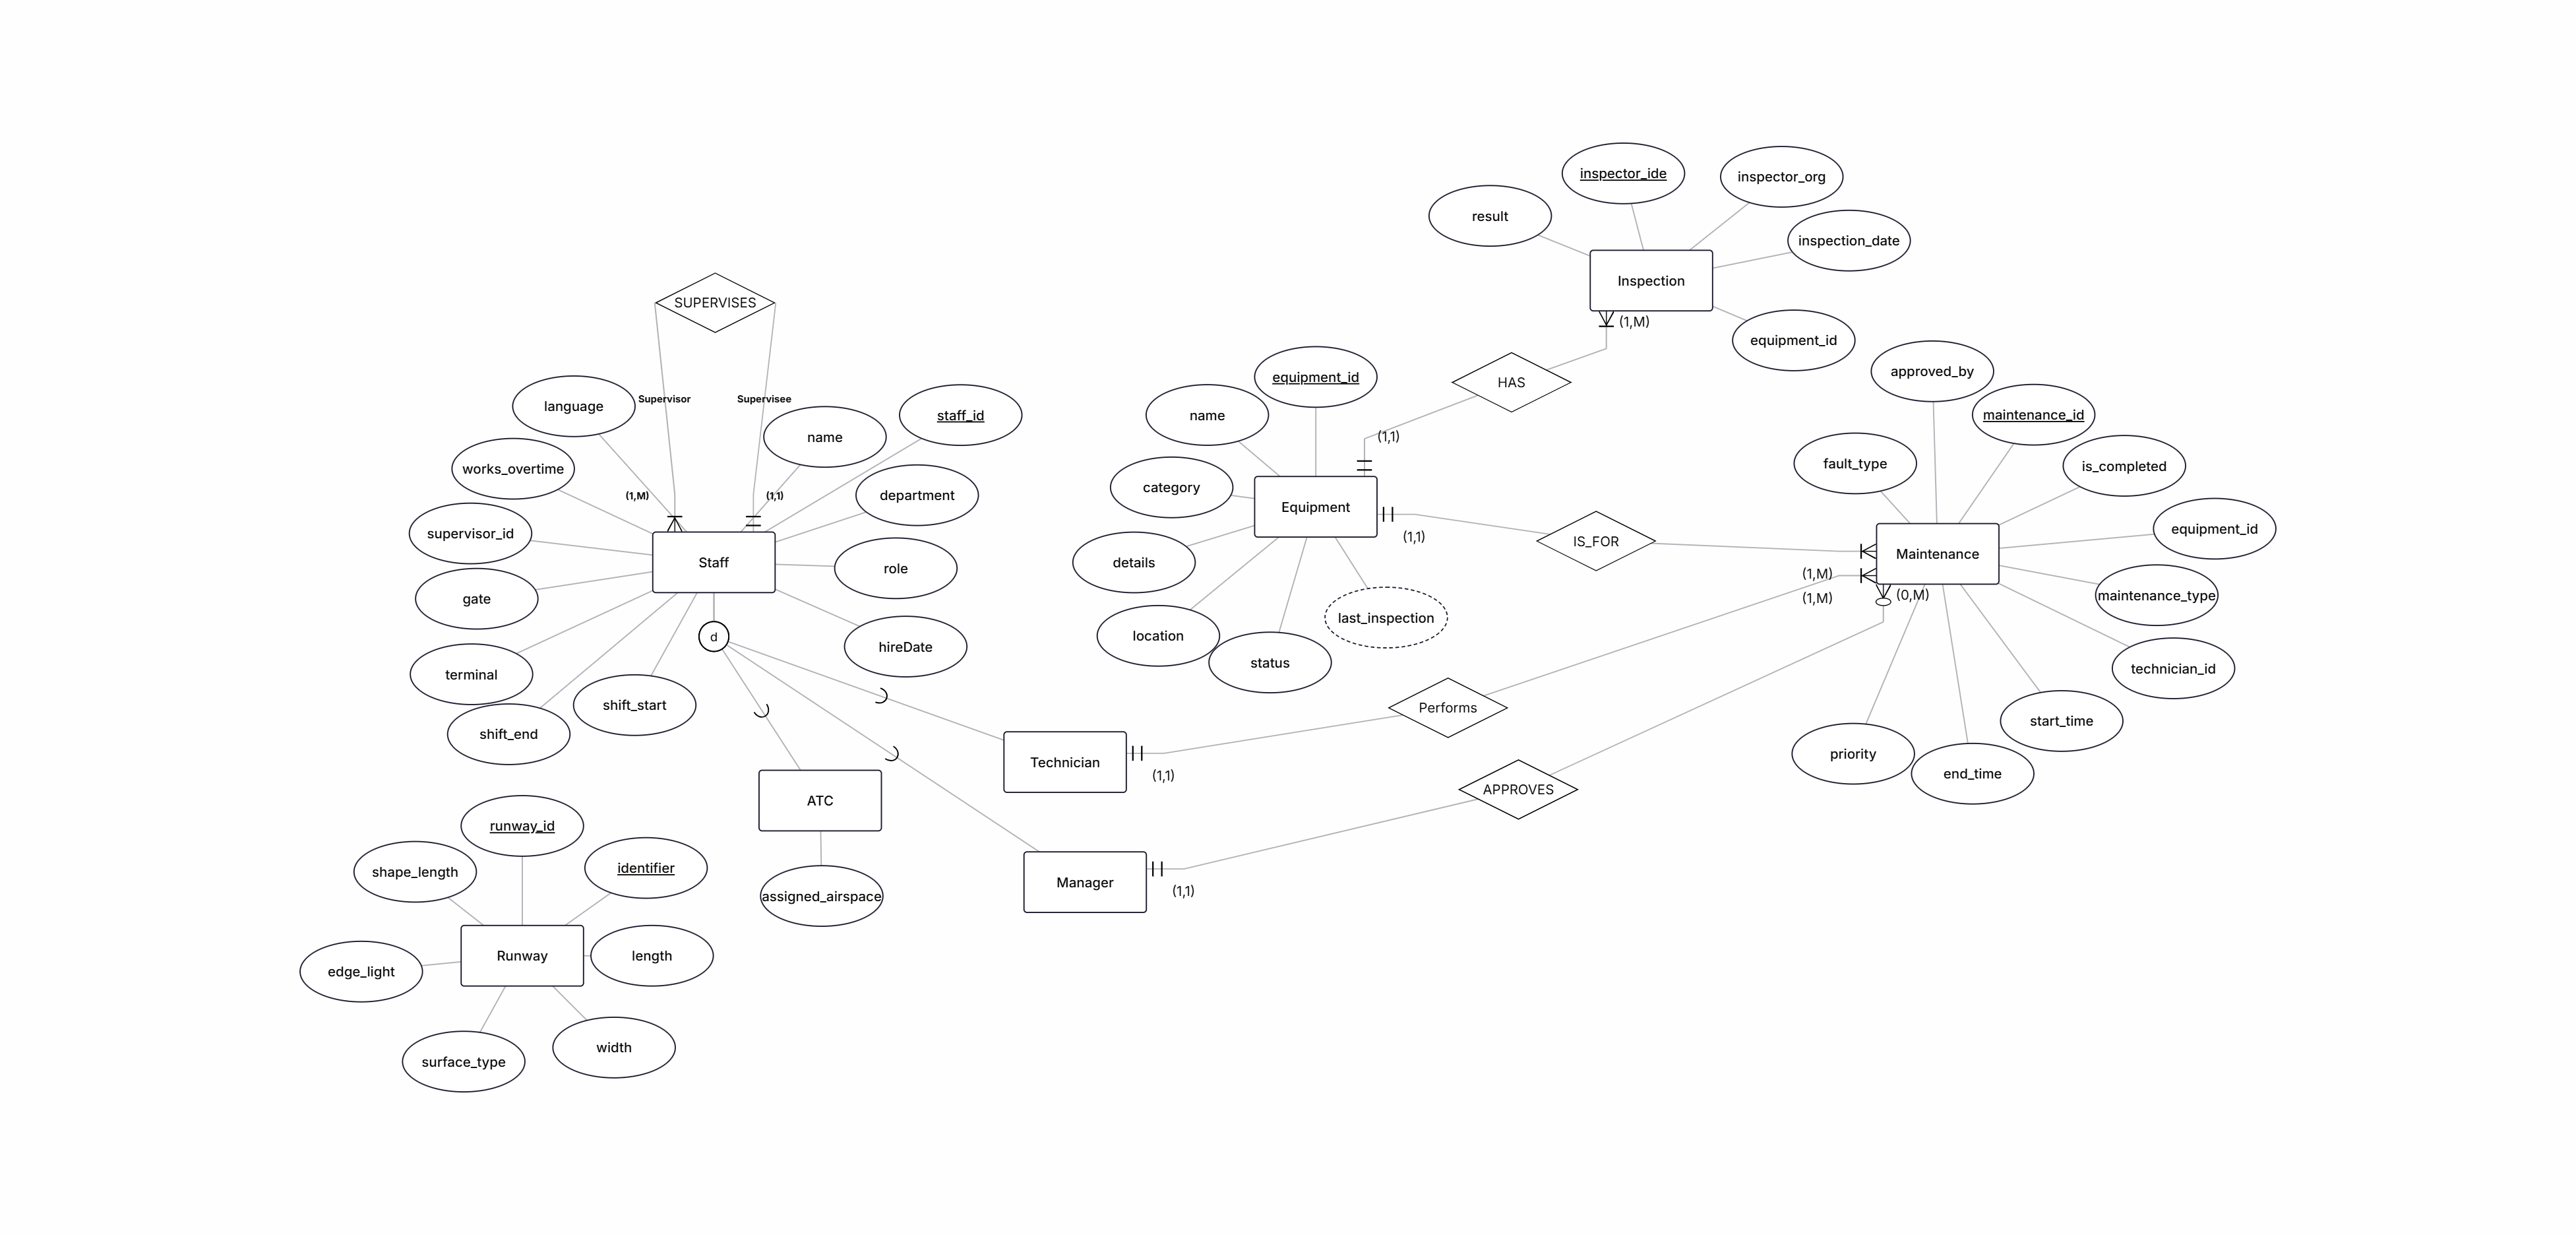 inspector_ide
inspector_org
result
inspection_date
Inspection
SUPERVISES
(1,M)
equipment_id
approved_by
equipment_id
HAS
language
Supervisor
Supervisee
staff_id
name
maintenance_id
name
(1,1)
fault_type
is_completed
works_overtime
category
(1,M)
(1,1)
department
Equipment
equipment_id
supervisor_id
(1,1)
IS_FOR
Maintenance
Staff
details
role
(1,M)
(1,M)
(0,M)
maintenance_type
gate
last_inspection
d
location
hireDate
status
technician_id
terminal
shift_start
Performs
start_time
shift_end
priority
Technician
(1,1)
end_time
APPROVES
ATC
runway_id
identifier
shape_length
Manager
(1,1)
assigned_airspace
Runway
length
edge_light
width
surface_type